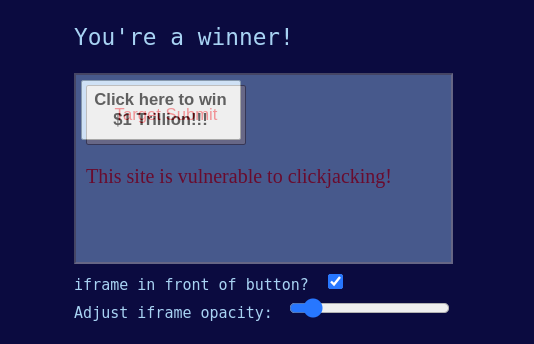 You're a winner!
Click here to win
$1 Trillion!!!
Target Submit
This site is vulnerable to clickjacking!
iframe in front of button?
Adjust iframe opacity: